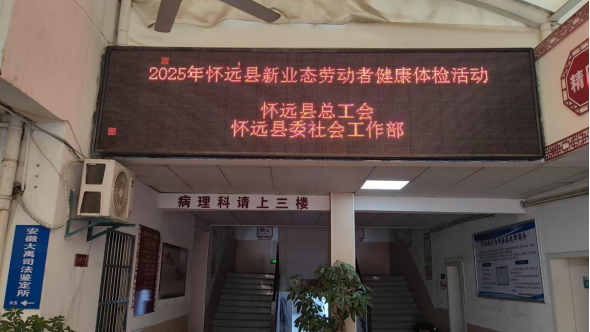 2025年怀远县新业态劳动者健康体检活动
怀远县总工会
怀远县委社会工作部
精
病理科请上三楼
安徽大禹司法鉴定所